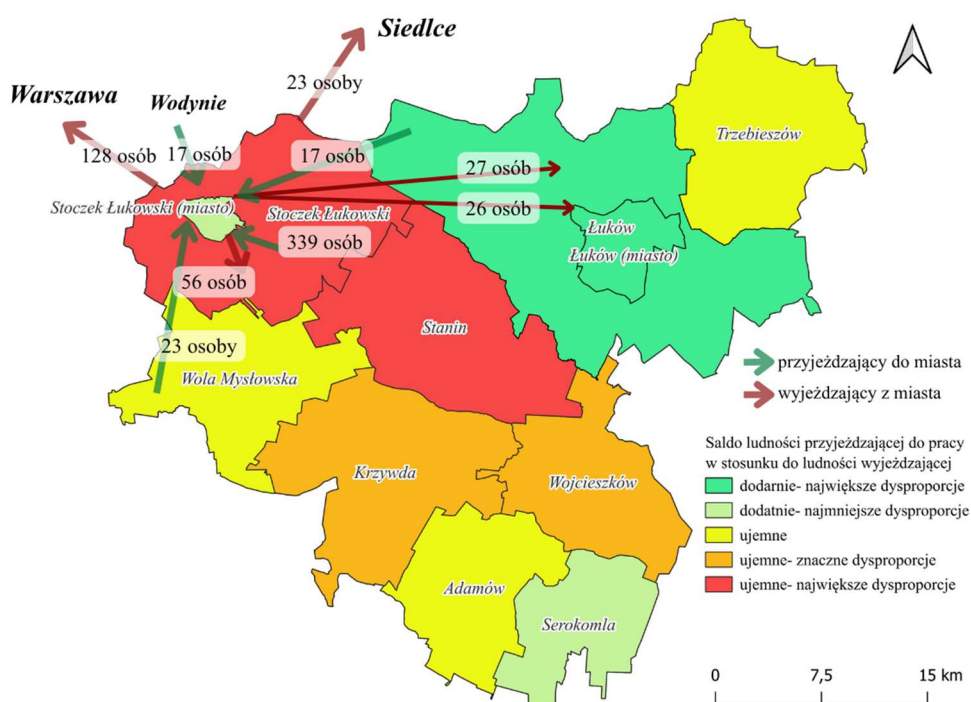 Siedlce
23 osoby
Warszawa
Wodynie
128 osób
17 osób
17 osób
27 osób
26 osób
Trzebieszów
Stoczek Łukowski (miasto)
Stoczek Łukowski
339 osób
Łuków
Łuków (miasto)
56 osób
23 osoby
Stanin
Wola Mysłowska
Krzywda
Wojcieszków
Adamów
Serokomla
przyjeżdzający do miasta
wyjeżdzający z miasta
Saldo ludności przyjeżdzającej do pracy
w stosunku do ludności wyjeżdzającej
dodarnie- największe dysproporcje
dodatnie- najmniejsze dysproporcje
ujemne
ujemne- znaczne dysproporcje
ujemne- największe dysproporcje
0 7,5 15 km